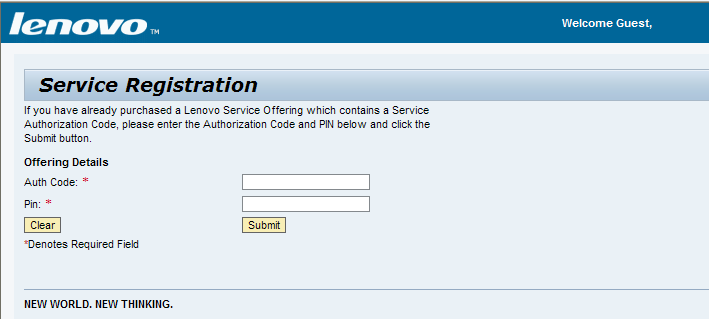 lenovo TM
Welcome Guest,
Service Registration
If you have already purchased a Lenovo Service Offering which contains a Service
Authorization Code, please enter the Authorization Code and PIN below and click the
Submit button.
Offering Details
Auth Code: *
Pin: *
Clear Submit
*Denotes Required Field
NEW WORLD. NEW THINKING.